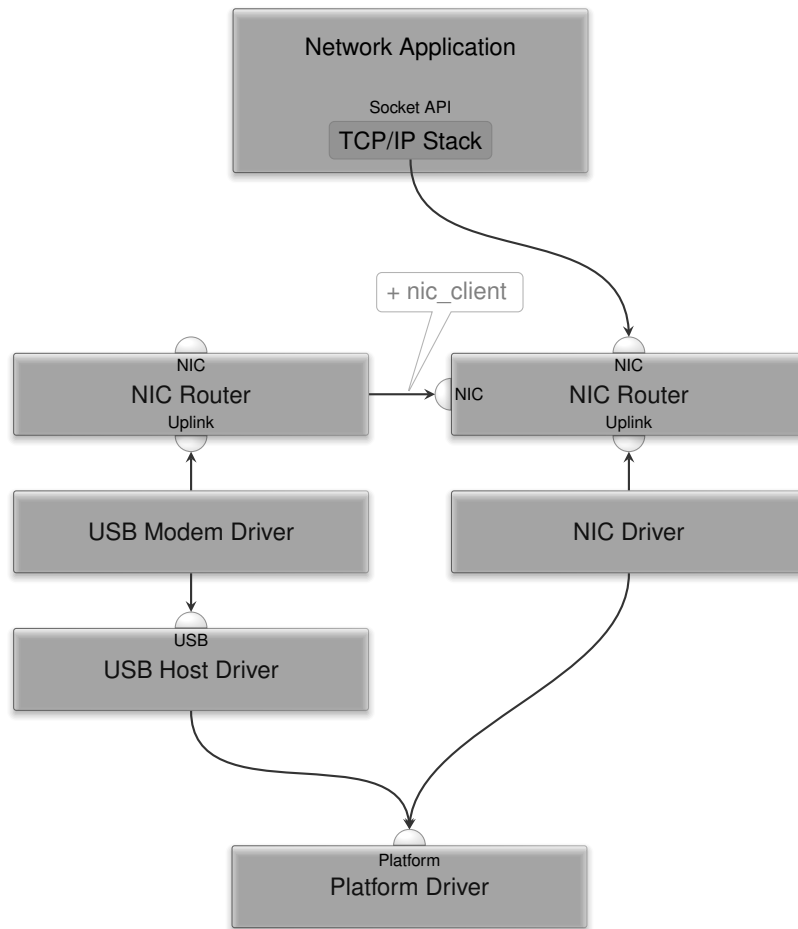 Network Application
Socket API
TCP/IP Stack
+ nic_client
NIC
NIC Router
Uplink
NIC
NIC
NIC Router
Uplink
USB Modem Driver
NIC Driver
USB
USB Host Driver
Platform
Platform Driver